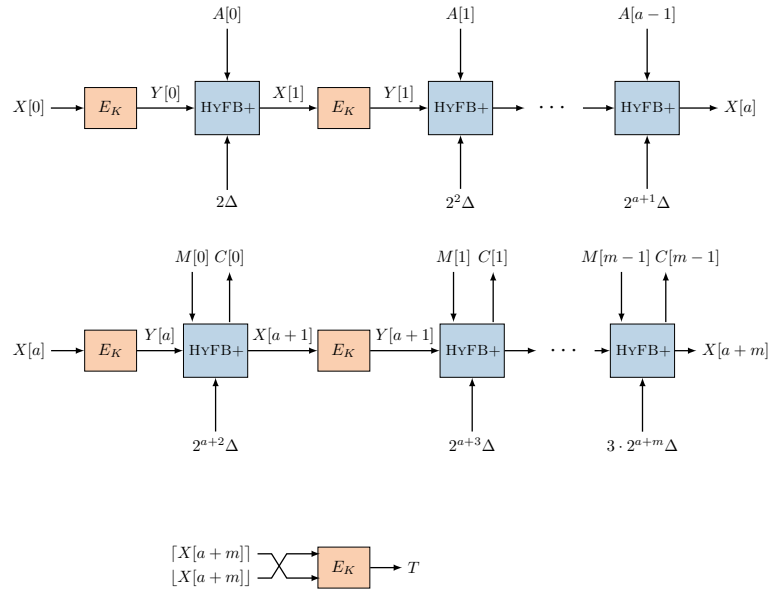 A[0] A[1] A[a − 1]
X[0] E_K Y[0] HYFB+ X[1] E_K Y[1] HYFB+ · · · HYFB+ X[a]
2Δ 2^2Δ 2^{a+1}Δ
M[0] C[0] M[1] C[1] M[m − 1] C[m − 1]
X[a] E_K Y[a] HYFB+ X[a + 1] E_K Y[a + 1] HYFB+ · · · HYFB+ X[a + m]
2^{a+2}Δ 2^{a+3}Δ 3 · 2^{a+m}Δ
⌈X[a + m]⌉
E_K T
⌊X[a + m]⌋